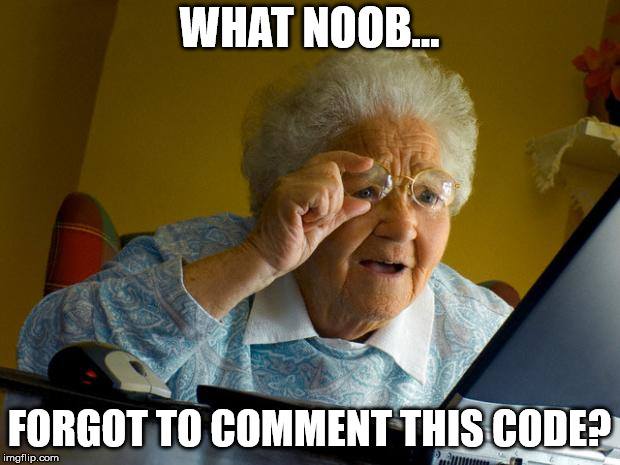 WHAT NOOB...
FORGOT TO COMMENT THIS CODE?
imgflip.com